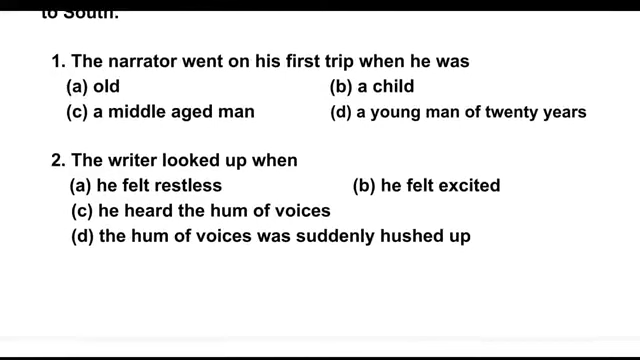 to South.
1. The narrator went on his first trip when he was
(a) old (b) a child
(c) a middle aged man (d) a young man of twenty years
2. The writer looked up when
(a) he felt restless (b) he felt excited
(c) he heard the hum of voices
(d) the hum of voices was suddenly hushed up